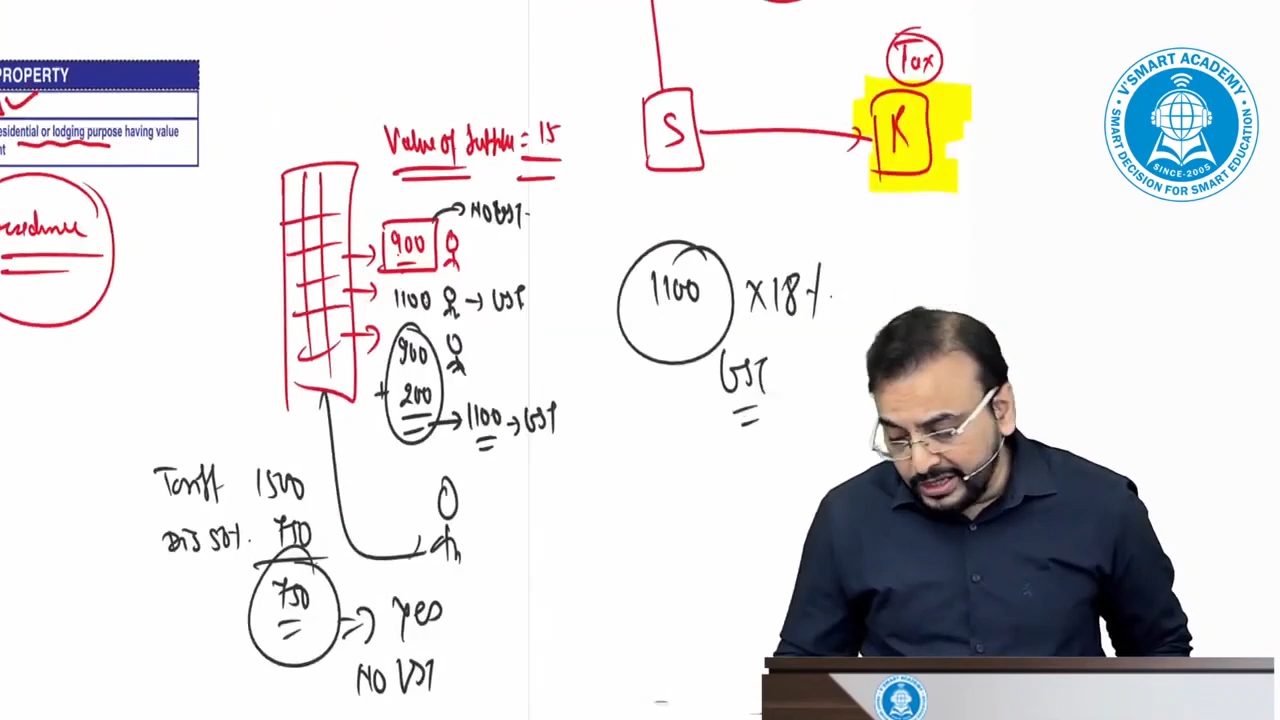 PROPERTY
residential or lodging purpose having value
nt
residence
Value of Supply = 15
900 → NO GST
1100 → GST
900
+ 200
→ 1100 → GST
Tariff 1500
DIS 50%. 750
750 → Yes
NO GST
S
Tax
R
1100 x 18%
GST
V'SMART ACADEMY
SINCE-2005
SMART DECISION FOR SMART EDUCATION